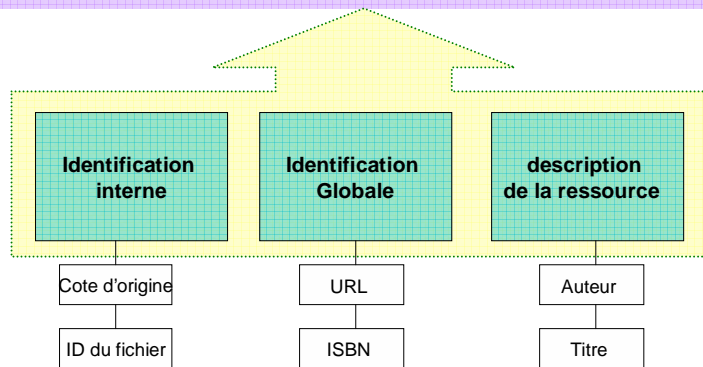 Identification
interne
Identification
Globale
description
de la ressource
Cote d'origine
URL
Auteur
ID du fichier
ISBN
Titre